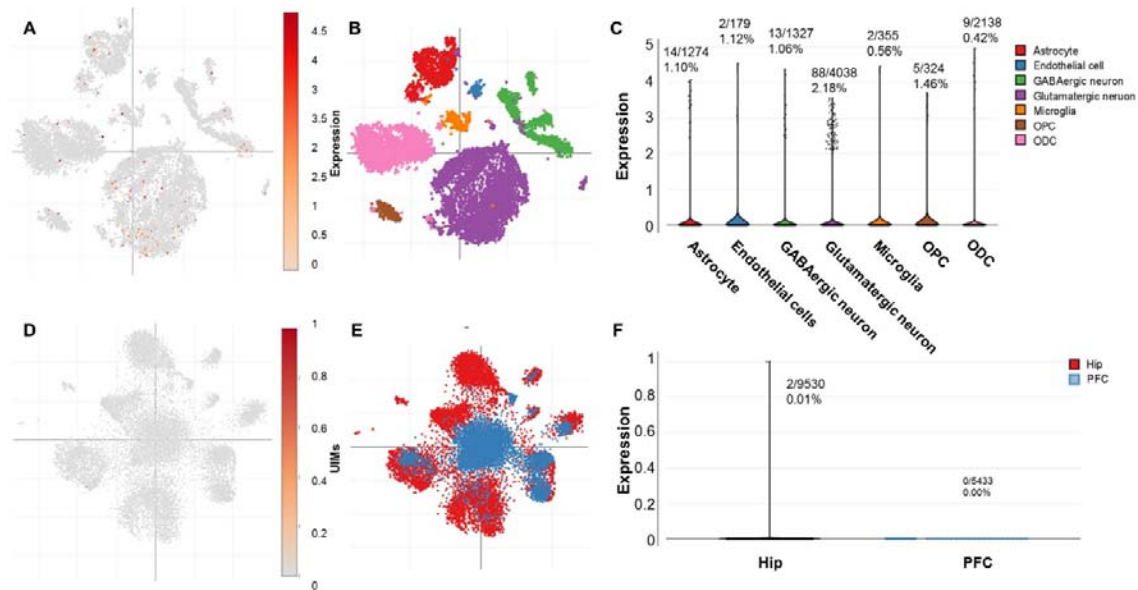 A
4.5
4
3.5
3
2.5
2
1.5
1
0.5
0
Expression
B
C
Expression
5
4
3
2
1
0
14/1274
1.10%
2/179
1.12%
13/1327
1.06%
88/4038
2.18%
2/355
0.56%
5/324
1.46%
9/2138
0.42%
Astrocyte
Endothelial cells
GABAergic neuron
Glutamatergic neuron
Microglia
OPC
ODC
Astrocyte
Endothelial cell
GABAergic neuron
Glutamatergic neruon
Microglia
OPC
ODC
D
1
0.8
0.6
0.4
0.2
0
UIMs
E
F
Expression
1
0.8
0.6
0.4
0.2
0
2/9530
0.01%
0/5433
0.00%
Hip
PFC
Hip
PFC